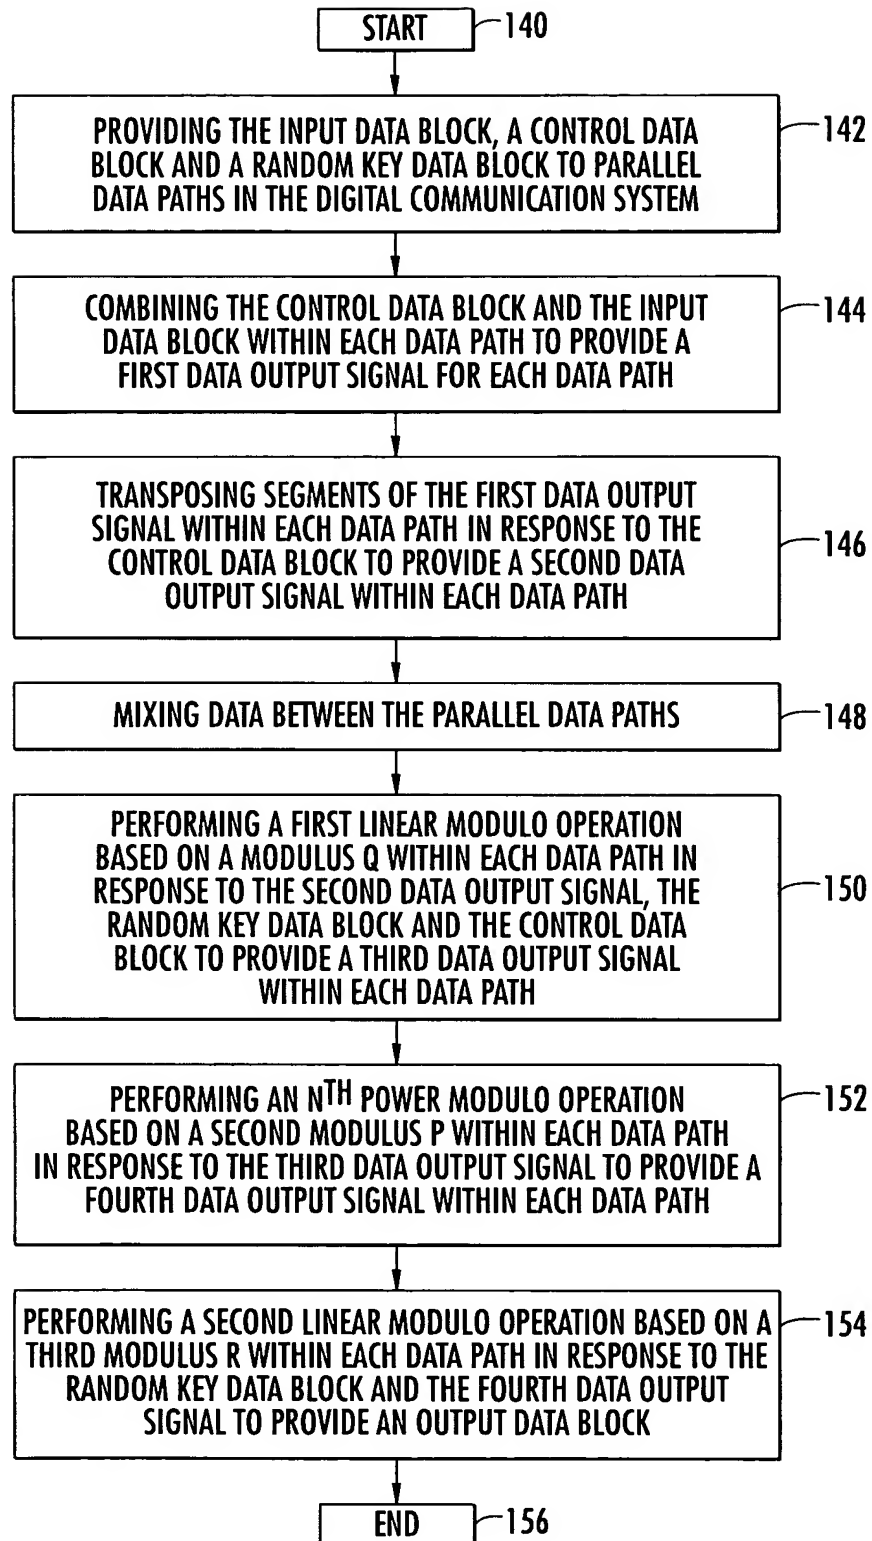 START 140
PROVIDING THE INPUT DATA BLOCK, A CONTROL DATA 142
BLOCK AND A RANDOM KEY DATA BLOCK TO PARALLEL
DATA PATHS IN THE DIGITAL COMMUNICATION SYSTEM
COMBINING THE CONTROL DATA BLOCK AND THE INPUT 144
DATA BLOCK WITHIN EACH DATA PATH TO PROVIDE A
FIRST DATA OUTPUT SIGNAL FOR EACH DATA PATH
TRANSPOSING SEGMENTS OF THE FIRST DATA OUTPUT
SIGNAL WITHIN EACH DATA PATH IN RESPONSE TO THE 146
CONTROL DATA BLOCK TO PROVIDE A SECOND DATA
OUTPUT SIGNAL WITHIN EACH DATA PATH
MIXING DATA BETWEEN THE PARALLEL DATA PATHS 148
PERFORMING A FIRST LINEAR MODULO OPERATION
BASED ON A MODULUS Q WITHIN EACH DATA PATH IN
RESPONSE TO THE SECOND DATA OUTPUT SIGNAL, THE 150
RANDOM KEY DATA BLOCK AND THE CONTROL DATA
BLOCK TO PROVIDE A THIRD DATA OUTPUT SIGNAL
WITHIN EACH DATA PATH
PERFORMING AN NTH POWER MODULO OPERATION 152
BASED ON A SECOND MODULUS P WITHIN EACH DATA PATH
IN RESPONSE TO THE THIRD DATA OUTPUT SIGNAL TO PROVIDE A
FOURTH DATA OUTPUT SIGNAL WITHIN EACH DATA PATH
PERFORMING A SECOND LINEAR MODULO OPERATION BASED ON A 154
THIRD MODULUS R WITHIN EACH DATA PATH IN RESPONSE TO THE
RANDOM KEY DATA BLOCK AND THE FOURTH DATA OUTPUT
SIGNAL TO PROVIDE AN OUTPUT DATA BLOCK
END 156